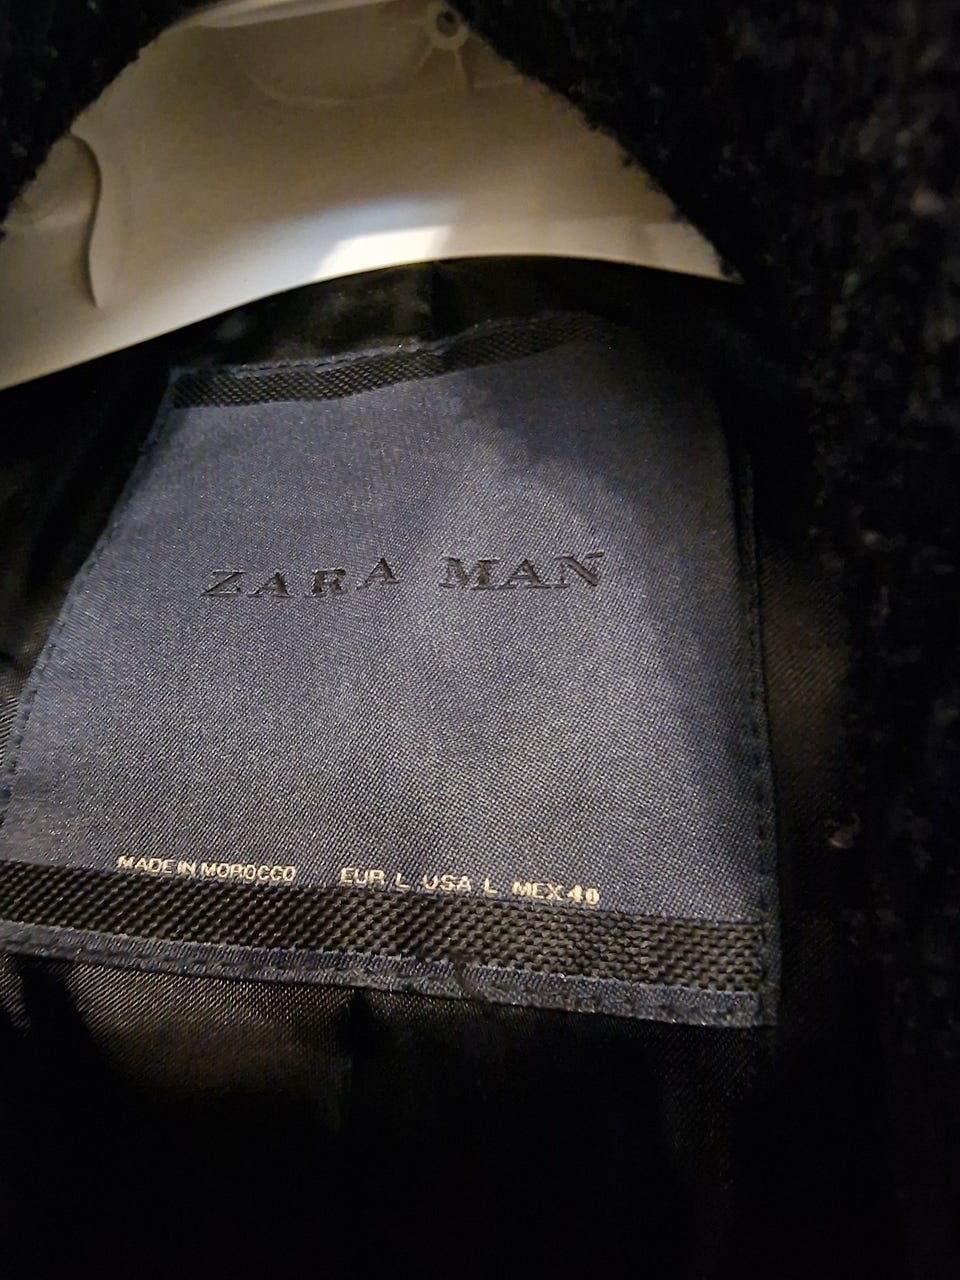 ZARA MAN
MADE IN MOROCCO EUR L USA L MEX 40